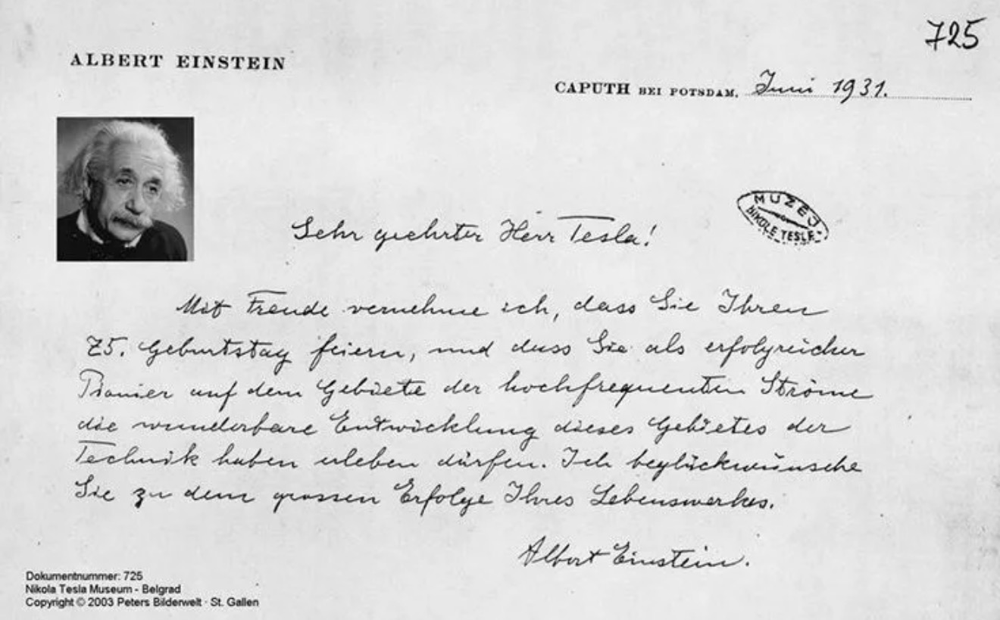 725
ALBERT EINSTEIN
CAPUTH BEI POTSDAM, Juni 1931.
MUZEJ
NIKOLE TESLE
Sehr geehrter Herr Tesla!
Mit Freude vernehme ich, dass Sie Ihren
75. Geburtstag feiern, und dass Sie als erfolgreicher
Pionier auf dem Gebiete der hochfrequenten Ströme
die wunderbare Entwicklung dieses Gebietes der
Technik haben erleben dürfen. Ich beglückwünsche
Sie zu dem grossen Erfolge Ihres Lebenswerkes.
Albert Einstein.
Dokumentnummer: 725
Nikola Tesla Museum - Belgrad
Copyright © 2003 Peters Bilderwelt · St. Gallen